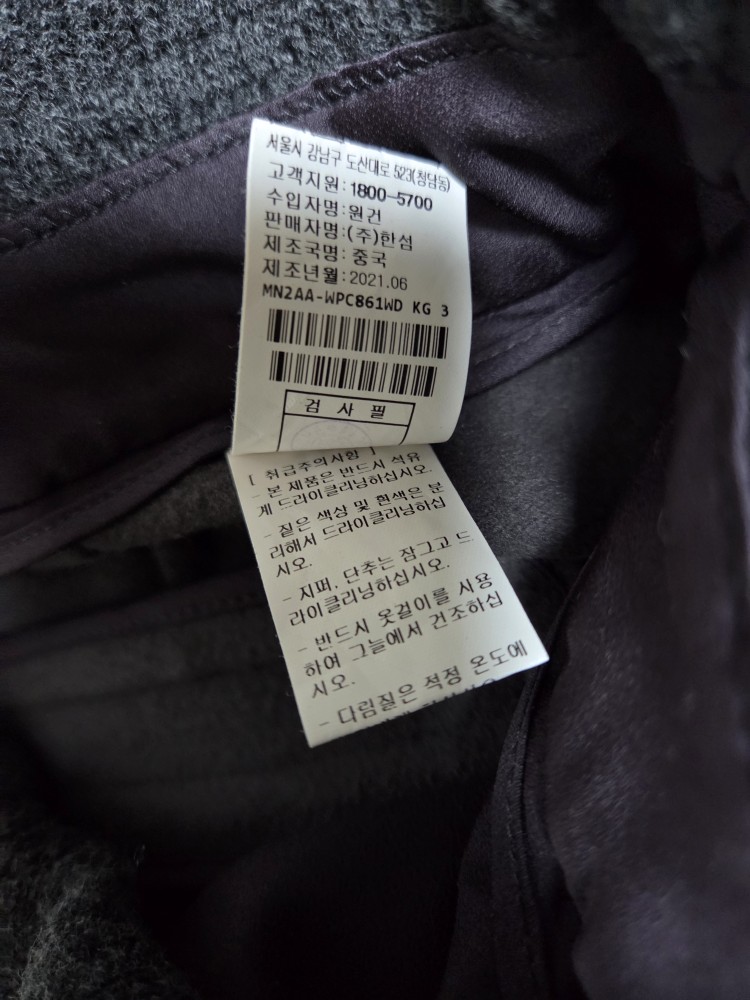 서울시 강남구 도산대로 523(청담동)
고객지원:1800-5700
수입자명:원건
판매자명:(주)한섬
제조국명:중국
제조년월:2021.06
MN2AA-WPC861WD KG 3
검 사 필
[ 취급주의사항 ]
- 본 제품은 반드시 석유
계 드라이클리닝하십시오.
- 짙은 색상 및 흰색은 분
리해서 드라이클리닝하십
시오.
- 지퍼, 단추는 잠그고 드
라이클리닝하십시오.
- 반드시 옷걸이를 사용
하여 그늘에서 건조하십
시오.
- 다림질은 적정 온도에